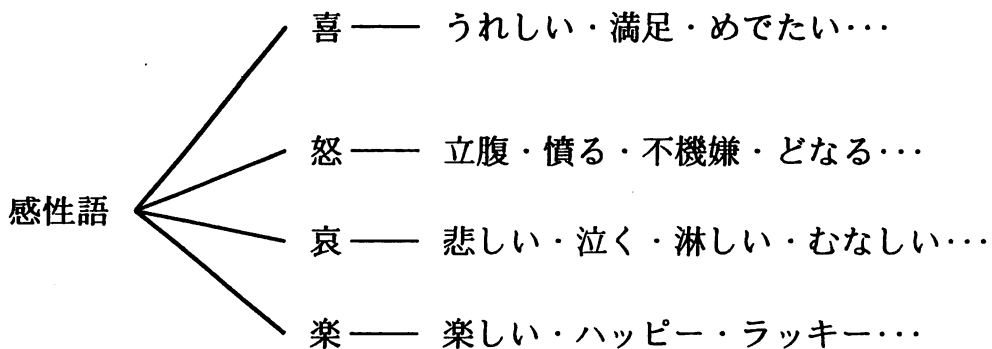 喜 ── うれしい・満足・めでたい・・・
怒 ── 立腹・憤る・不機嫌・どなる・・・
感性語
哀 ── 悲しい・泣く・淋しい・むなしい・・・
楽 ── 楽しい・ハッピー・ラッキー・・・